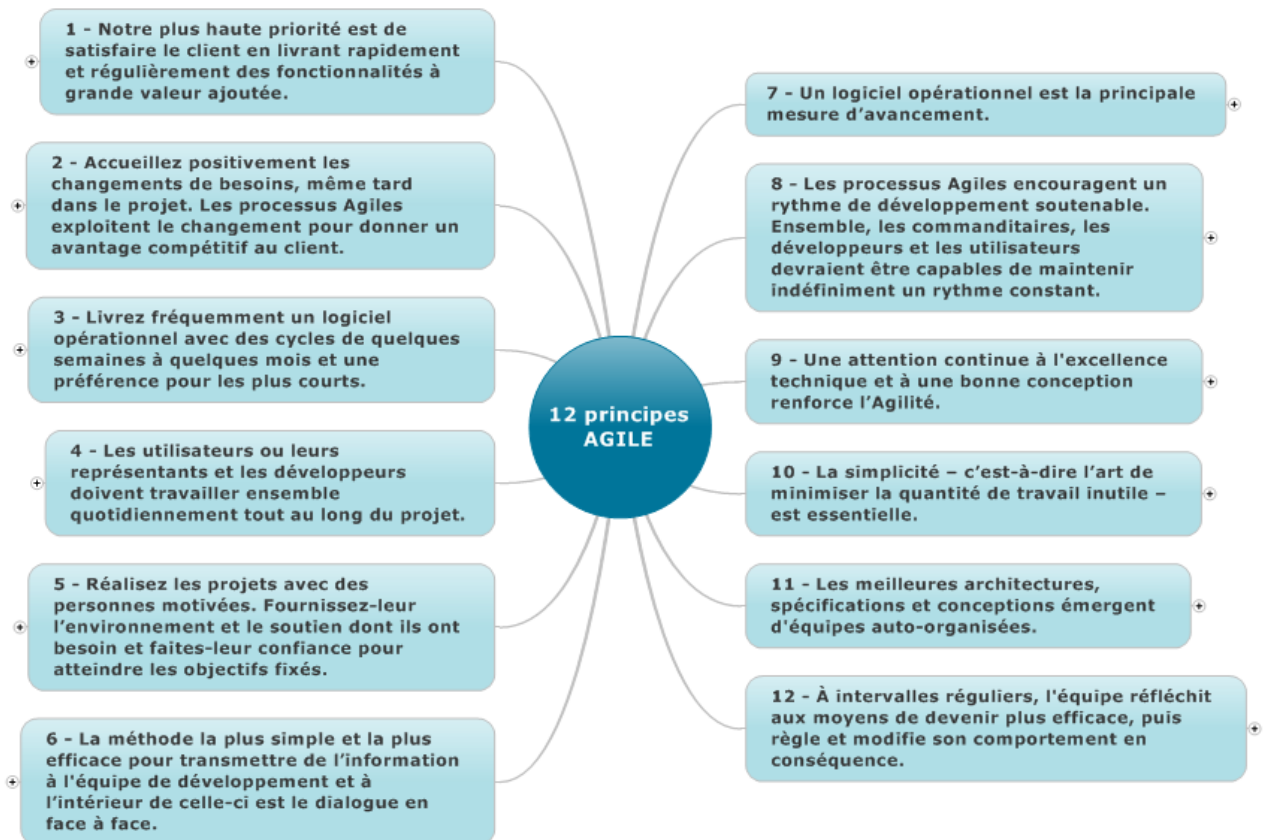 1 - Notre plus haute priorité est de
satisfaire le client en livrant rapidement
et régulièrement des fonctionnalités à
grande valeur ajoutée.
2 - Accueillez positivement les
changements de besoins, même tard
dans le projet. Les processus Agiles
exploitent le changement pour donner un
avantage compétitif au client.
3 - Livrez fréquemment un logiciel
opérationnel avec des cycles de quelques
semaines à quelques mois et une
préférence pour les plus courts.
4 - Les utilisateurs ou leurs
représentants et les développeurs
doivent travailler ensemble
quotidiennement tout au long du projet.
5 - Réalisez les projets avec des
personnes motivées. Fournissez-leur
l’environnement et le soutien dont ils ont
besoin et faites-leur confiance pour
atteindre les objectifs fixés.
6 - La méthode la plus simple et la plus
efficace pour transmettre de l’information
à l'équipe de développement et à
l’intérieur de celle-ci est le dialogue en
face à face.
12 principes
AGILE
7 - Un logiciel opérationnel est la principale
mesure d’avancement.
8 - Les processus Agiles encouragent un
rythme de développement soutenable.
Ensemble, les commanditaires, les
développeurs et les utilisateurs
devraient être capables de maintenir
indéfiniment un rythme constant.
9 - Une attention continue à l'excellence
technique et à une bonne conception
renforce l’Agilité.
10 - La simplicité – c’est-à-dire l’art de
minimiser la quantité de travail inutile –
est essentielle.
11 - Les meilleures architectures,
spécifications et conceptions émergent
d'équipes auto-organisées.
12 - À intervalles réguliers, l'équipe réfléchit
aux moyens de devenir plus efficace, puis
règle et modifie son comportement en
conséquence.